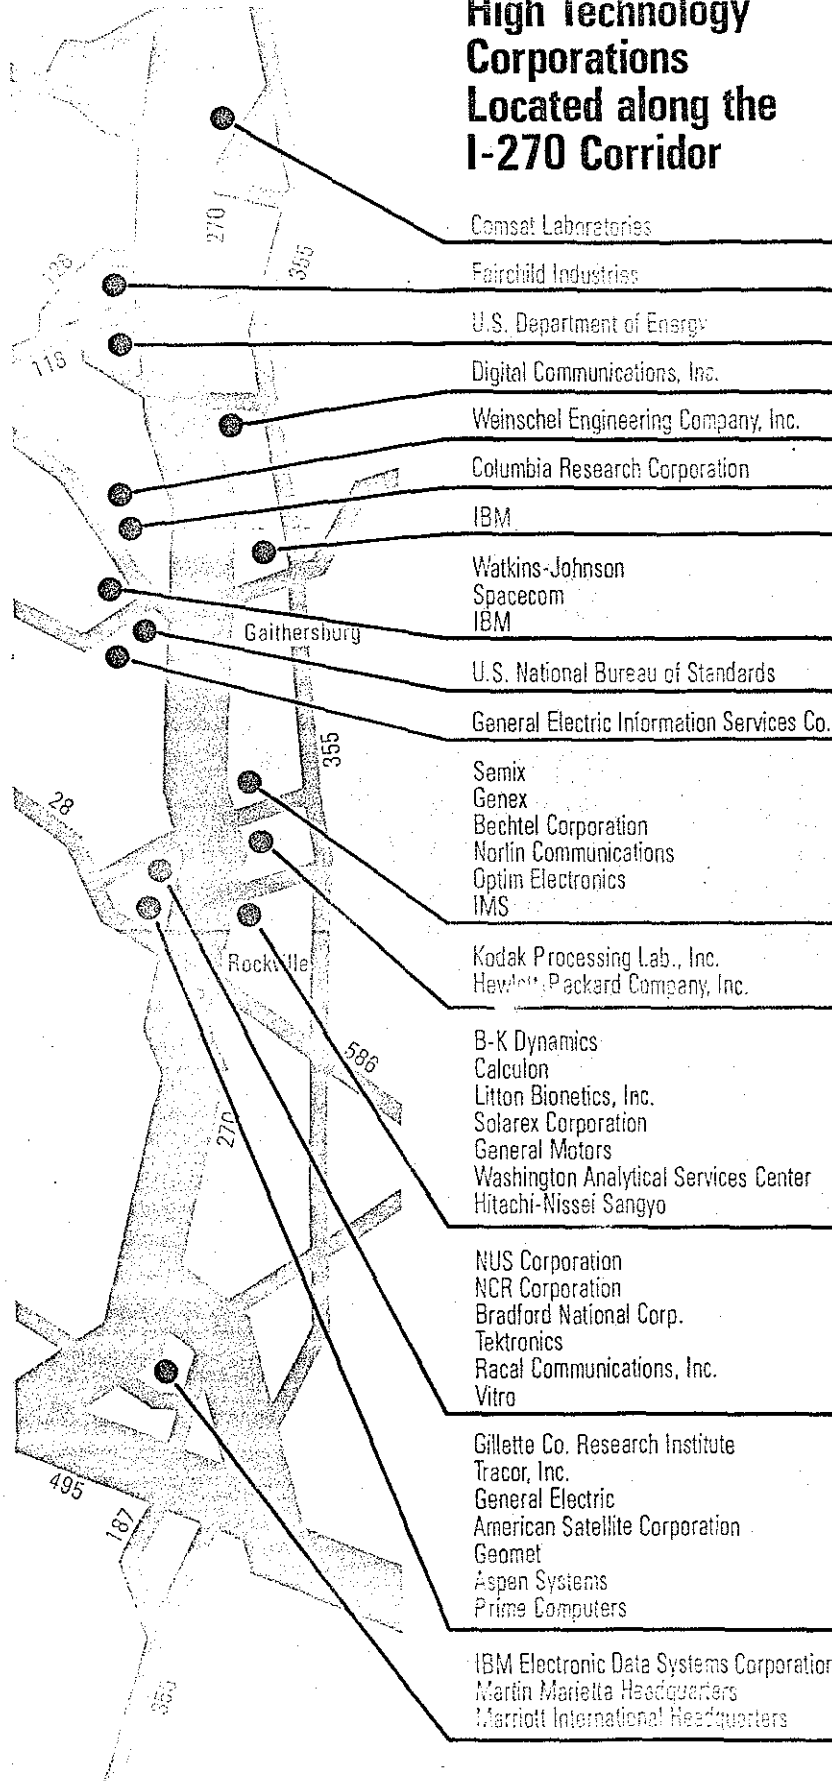 High Technology
Corporations
Located along the
I-270 Corridor
270
355
Comsat Laboratories
Fairchild Industries
118
U.S. Department of Energy
Digital Communications, Inc.
Weinschel Engineering Company, Inc.
Columbia Research Corporation
IBM
Watkins-Johnson
Spacecom
IBM
Gaithersburg
U.S. National Bureau of Standards
General Electric Information Services Co.
355
28
Semix
Genex
Bechtel Corporation
Norlin Communications
Optim Electronics
IMS
Rockville
Kodak Processing Lab., Inc.
Hewlett-Packard Company, Inc.
586
270
B-K Dynamics
Calculon
Litton Bionetics, Inc.
Solarex Corporation
General Motors
Washington Analytical Services Center
Hitachi-Nissei Sangyo
NUS Corporation
NCR Corporation
Bradford National Corp.
Tektronics
Racal Communications, Inc.
Vitro
495
187
Gillette Co. Research Institute
Tracor, Inc.
General Electric
American Satellite Corporation
Geomet
Aspen Systems
Prime Computers
IBM Electronic Data Systems Corporation
Martin Marietta Headquarters
Marriott International Headquarters